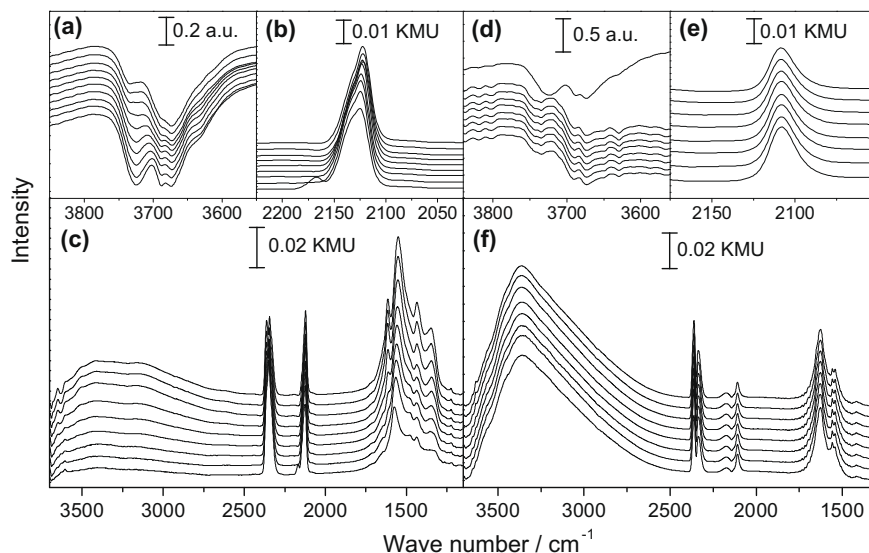 (a) 0.2 a.u. (b) 0.01 KMU (d) 0.5 a.u. (e) 0.01 KMU
3800 3700 3600 2200 2150 2100 2050 3800 3700 3600 2150 2100
Intensity
(c) 0.02 KMU (f) 0.02 KMU
3500 3000 2500 2000 1500 3500 3000 2500 2000 1500
Wave number / cm⁻¹